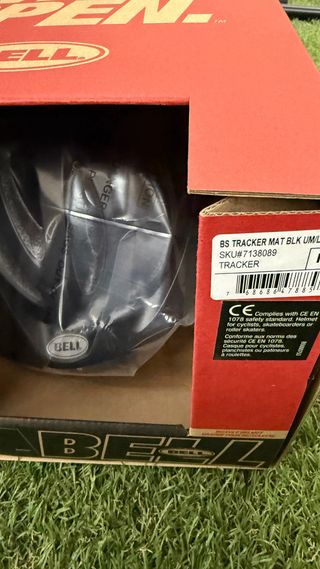 PEN.
BELL
BELL
BS TRACKER MAT BLK UM/L
SKU#7138089
TRACKER
CE Complies with CE EN
1078 safety standard. Helmet
for cyclists, skateboarders or
roller skaters.
Conforme aux normes de
sécurité CE EN 1078.
Casque pour cyclistes,
planchistes ou patineurs
à roulettes.
BELL
BELL